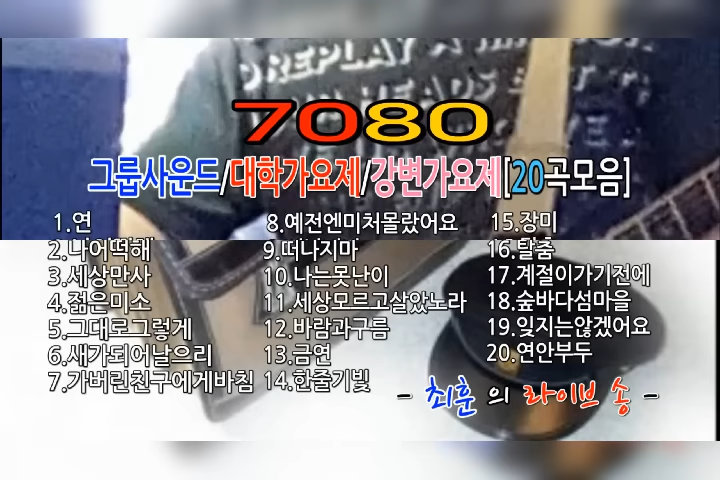 7080
그룹사운드/대학가요제/강변가요제[20곡모음]
1.연
2.나어떡해
3.세상만사
4.젊은미소
5.그대로그렇게
6.새가되어날으리
7.가버린친구에게바침
8.예전엔미처몰랐어요
9.떠나지마
10.나는못난이
11.세상모르고살았노라
12.바람과구름
13.금연
14.한줄기빛
15.장미
16.탈춤
17.계절이가기전에
18.숲바다섬마을
19.잊지는않겠어요
20.연안부두
- 최훈 의 라이브 송 -